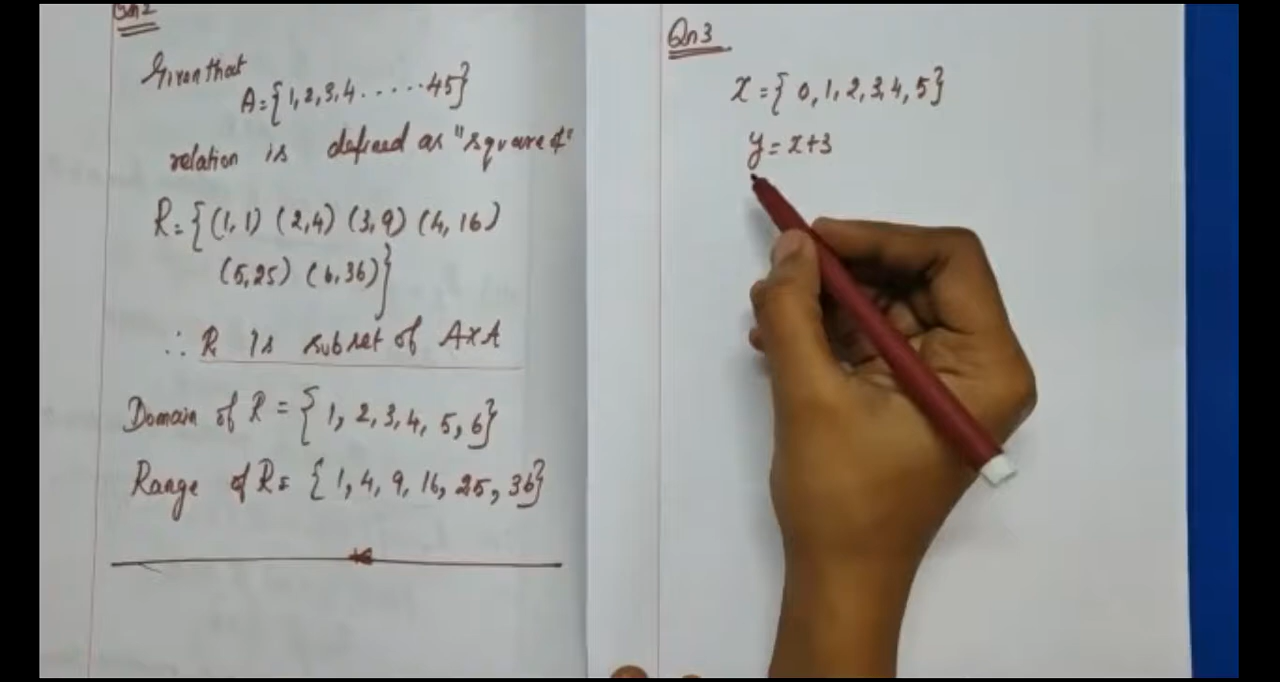 Qn2
Given that
A={1,2,3,4.....45}
relation is defined as "square of"
R={(1,1) (2,4) (3,9) (4,16)
(5,25) (6,36)}
∴ R is subset of A×A
Domain of R = {1, 2, 3, 4, 5, 6}
Range of R= {1, 4, 9, 16, 25, 36}
Qn3
x={0, 1, 2, 3, 4, 5}
y=x+3